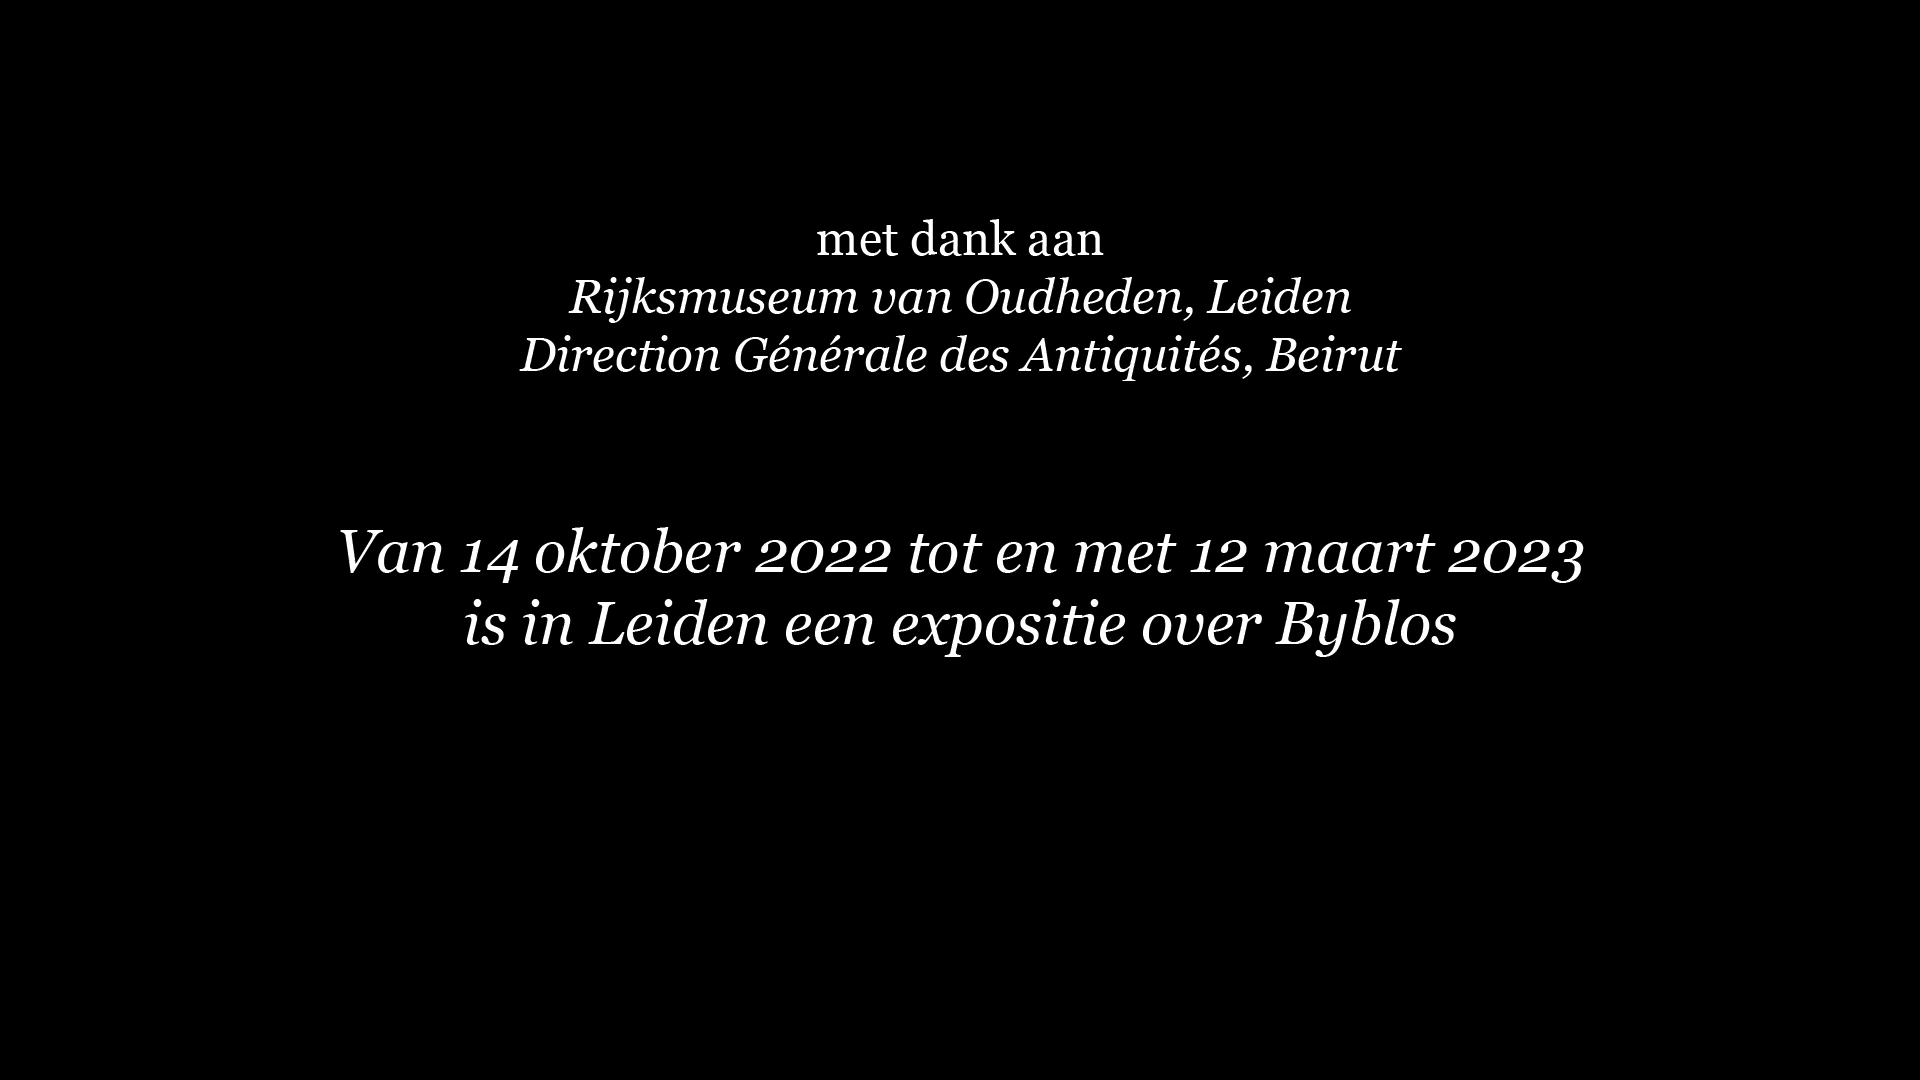 met dank aan
Rijksmuseum van Oudheden, Leiden
Direction Générale des Antiquités, Beirut
Van 14 oktober 2022 tot en met 12 maart 2023
is in Leiden een expositie over Byblos